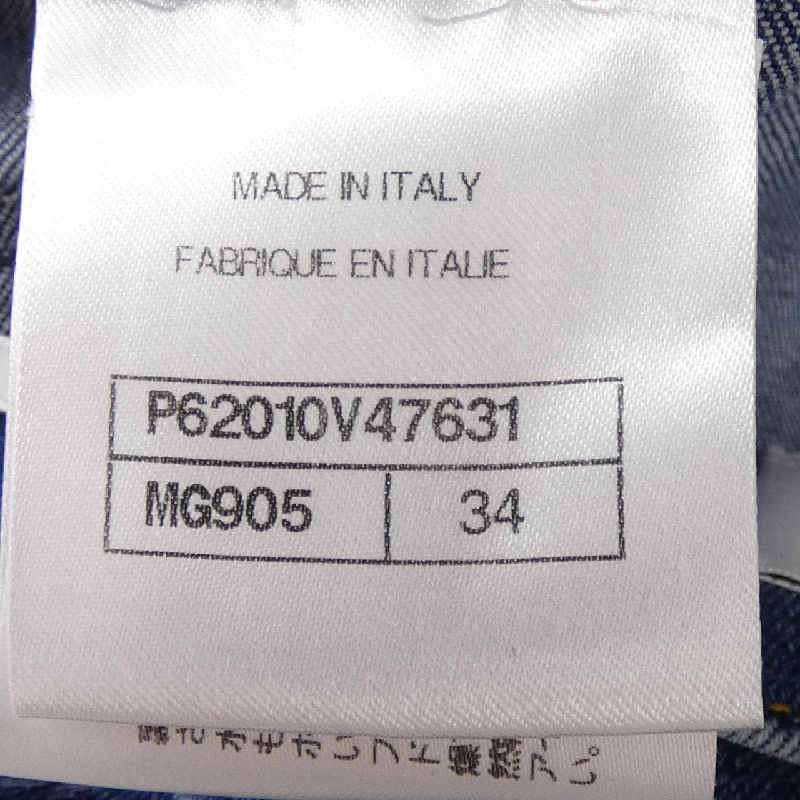 MADE IN ITALY
FABRIQUE EN ITALIE
P62010V47631
MG905 34